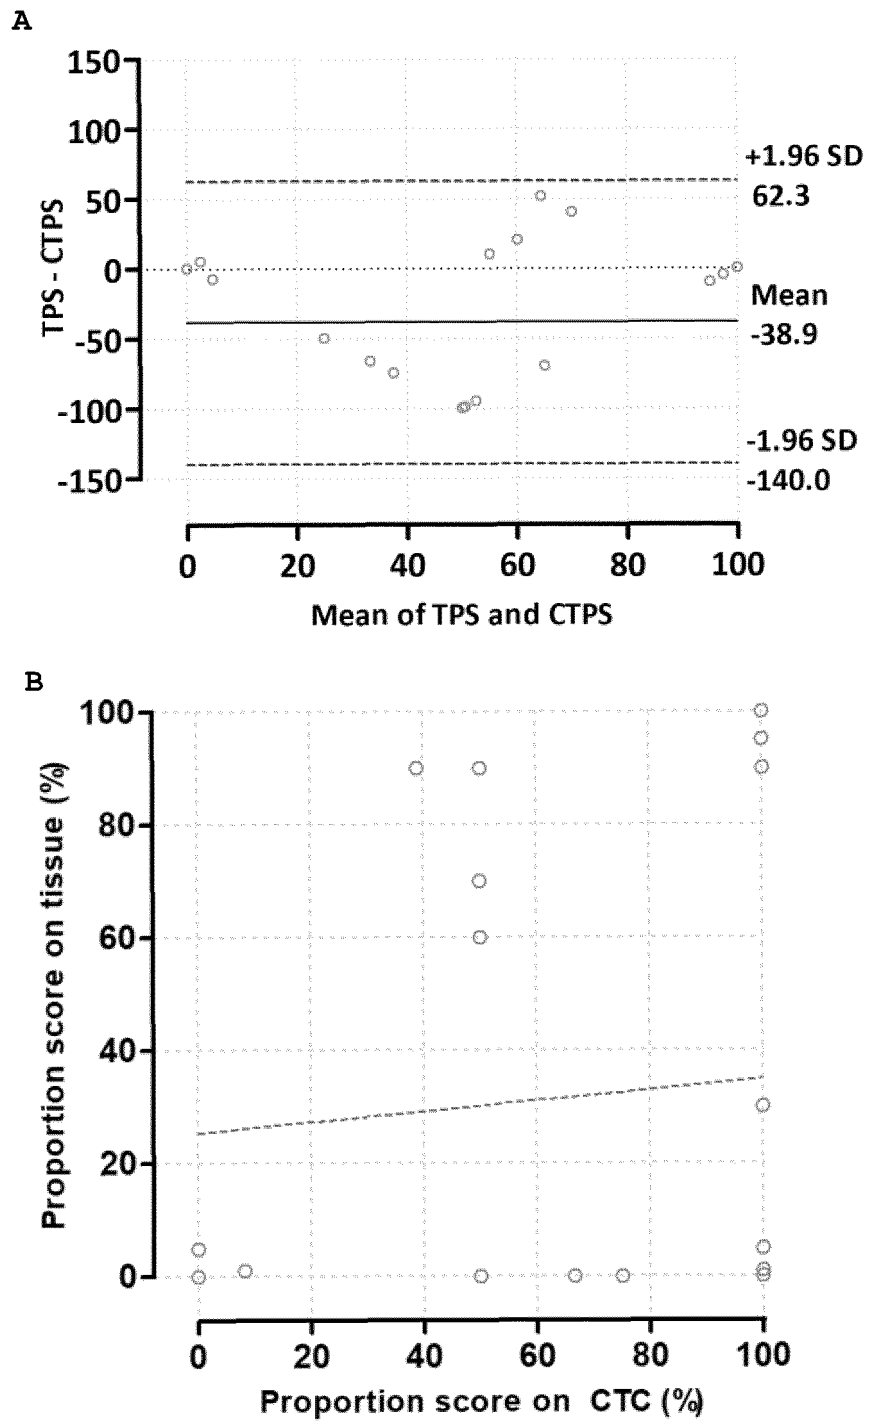 A
150
100
50
0
-50
-100
-150
TPS - CTPS
+1.96 SD
62.3
Mean
-38.9
-1.96 SD
-140.0
0 20 40 60 80 100
Mean of TPS and CTPS
B
100
80
60
40
20
0
Proportion score on tissue (%)
0 20 40 60 80 100
Proportion score on CTC (%)